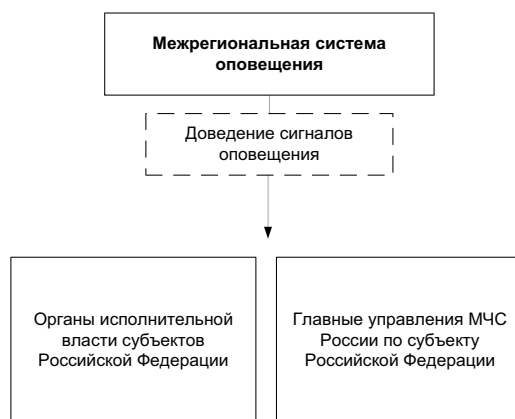 Межрегиональная система
оповещения
Доведение сигналов
оповещения
Органы исполнительной
власти субъектов
Российской Федерации
Главные управления МЧС
России по субъекту
Российской Федерации